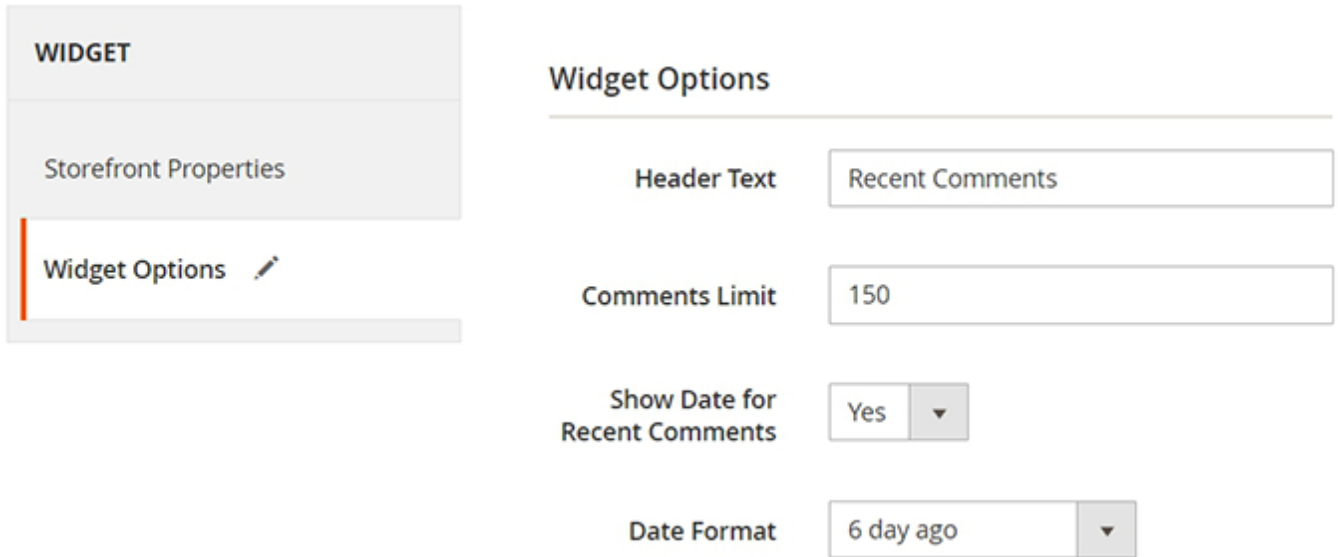 WIDGET
Storefront Properties
Widget Options
Widget Options
Header Text Recent Comments
Comments Limit 150
Show Date for
Recent Comments Yes
Date Format 6 day ago